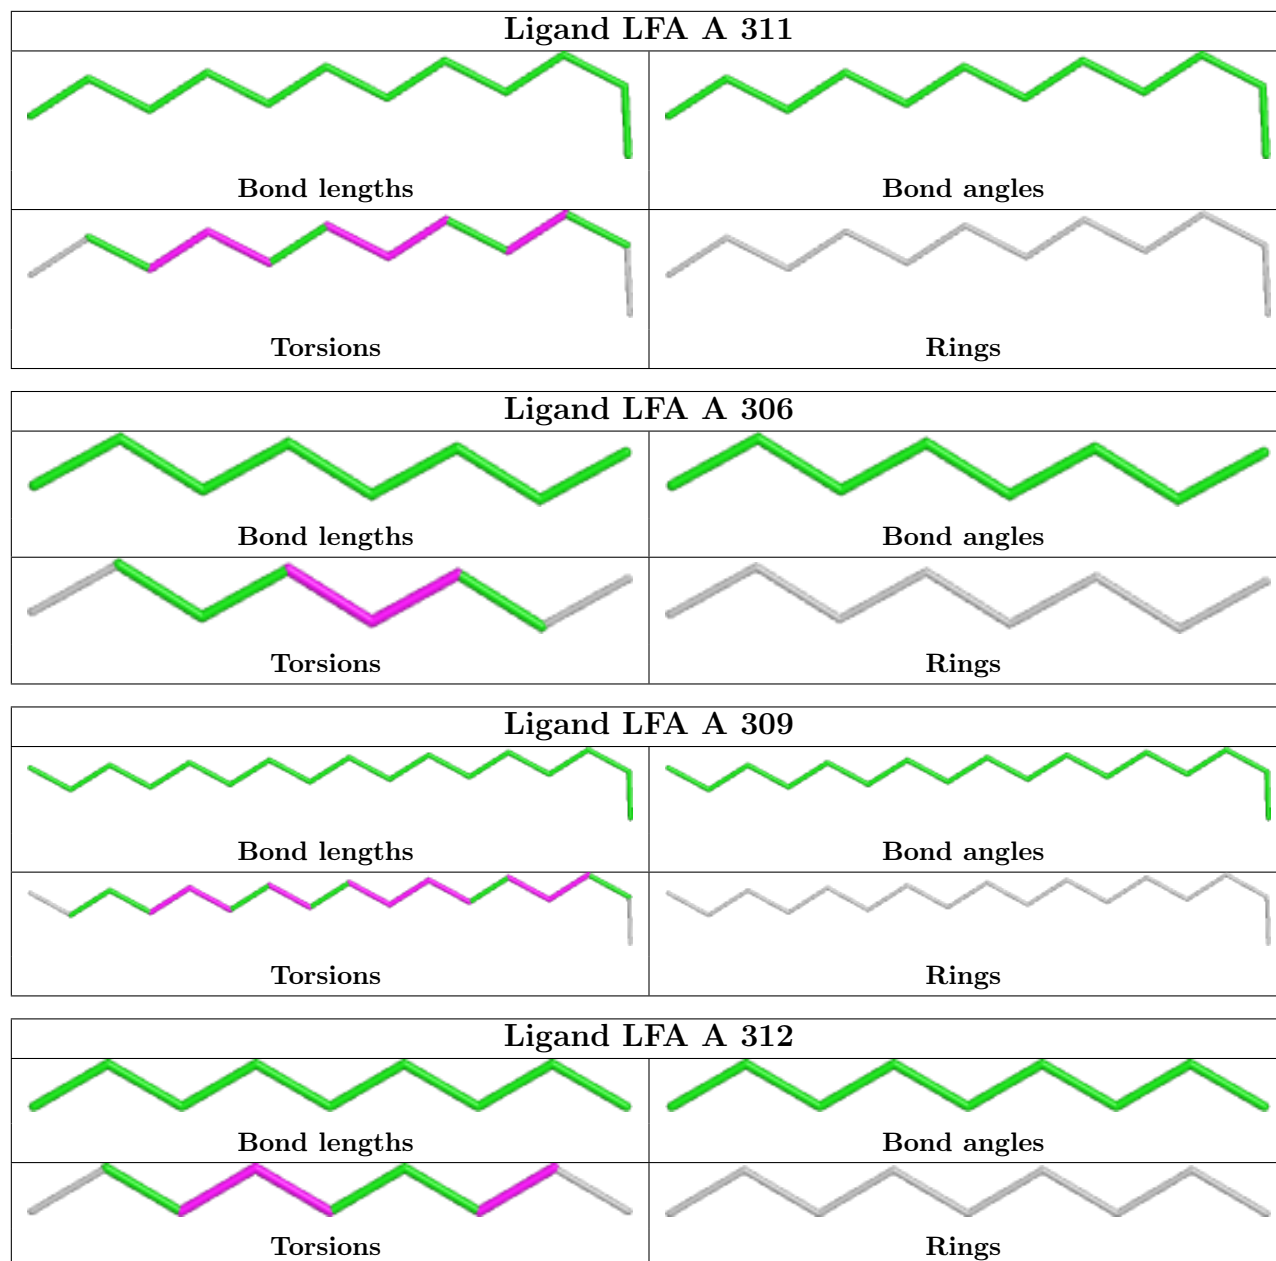 Ligand LFA A 311
Bond lengths Bond angles
Torsions Rings
Ligand LFA A 306
Bond lengths Bond angles
Torsions Rings
Ligand LFA A 309
Bond lengths Bond angles
Torsions Rings
Ligand LFA A 312
Bond lengths Bond angles
Torsions Rings